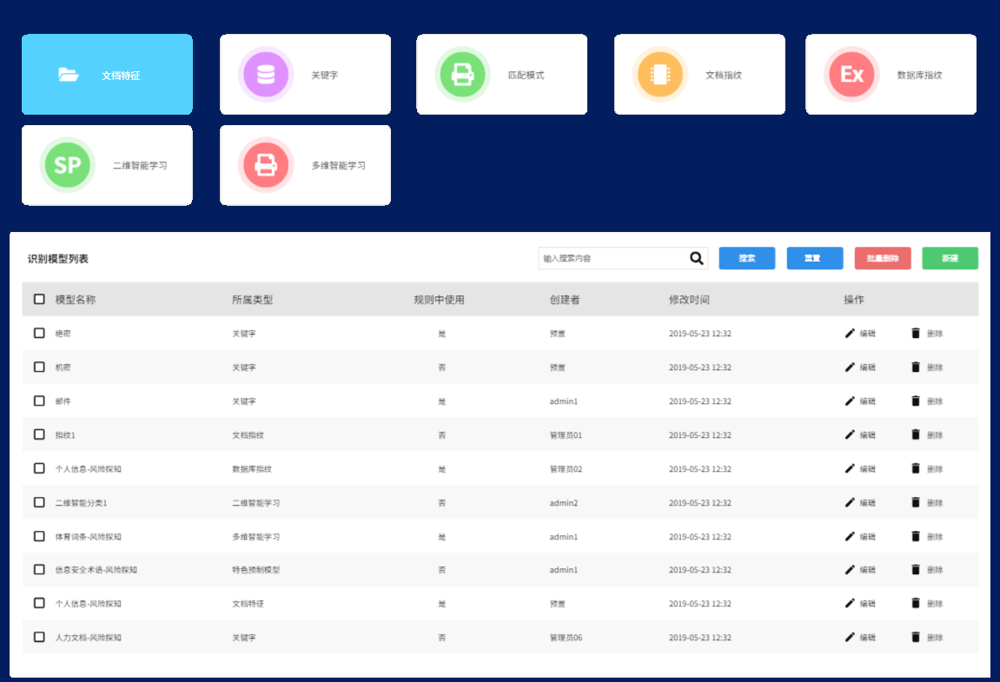 文档特征 关键字 匹配模式 文档指纹 Ex 数据库指纹
SP 二维智能学习 多维智能学习
识别模型列表 输入搜索内容 搜索 重置 批量删除 新建
模型名称 所属类型 规则中使用 创建者 修改时间 操作
绝密 关键字 是 预置 2019-05-23 12:32 编辑 删除
机密 关键字 否 预置 2019-05-23 12:32 编辑 删除
邮件 关键字 是 admin1 2019-05-23 12:32 编辑 删除
指纹1 文档指纹 否 管理员01 2019-05-23 12:32 编辑 删除
个人信息-风险探知 数据库指纹 是 管理员02 2019-05-23 12:32 编辑 删除
二维智能分类1 二维智能学习 否 admin2 2019-05-23 12:32 编辑 删除
体育词条-风险探知 多维智能学习 是 admin1 2019-05-23 12:32 编辑 删除
信息安全术语-风险探知 特色预制模型 否 admin1 2019-05-23 12:32 编辑 删除
个人信息-风险探知 文档特征 是 预置 2019-05-23 12:32 编辑 删除
人力文档-风险探知 关键字 否 管理员06 2019-05-23 12:32 编辑 删除